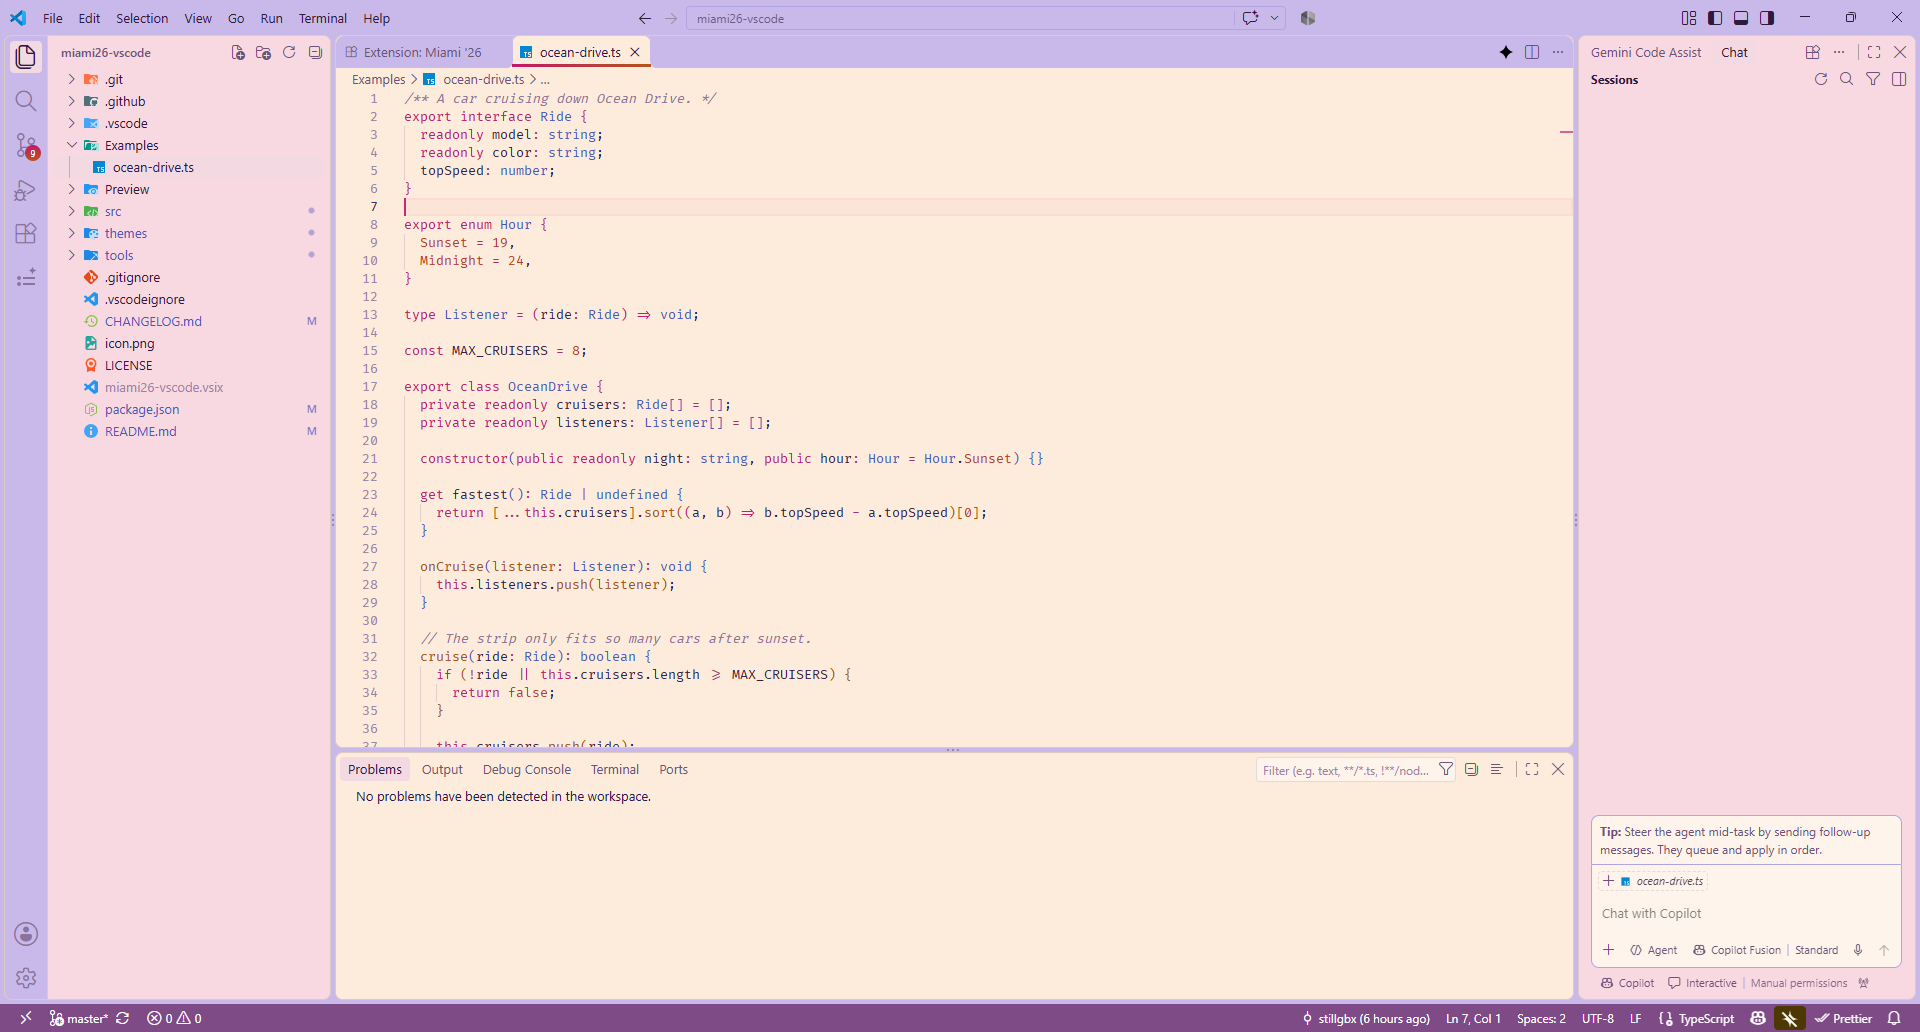 File Edit Selection View Go Run Terminal Help
miami26-vscode
miami26-vscode
.git
.github
.vscode
Examples
ocean-drive.ts
Preview
src
themes
tools
.gitignore
.vscodeignore
CHANGELOG.md M
icon.png
LICENSE
miami26-vscode.vsix
package.json M
README.md M
9
Extension: Miami '26
ocean-drive.ts
Examples > ocean-drive.ts > ...
1 /** A car cruising down Ocean Drive. */
2 export interface Ride {
3 readonly model: string;
4 readonly color: string;
5 topSpeed: number;
6 }
7
8 export enum Hour {
9 Sunset = 19,
10 Midnight = 24,
11 }
12
13 type Listener = (ride: Ride) => void;
14
15 const MAX_CRUISERS = 8;
16
17 export class OceanDrive {
18 private readonly cruisers: Ride[] = [];
19 private readonly listeners: Listener[] = [];
20
21 constructor(public readonly night: string, public hour: Hour = Hour.Sunset) {}
22
23 get fastest(): Ride | undefined {
24 return [...this.cruisers].sort((a, b) => b.topSpeed - a.topSpeed)[0];
25 }
26
27 onCruise(listener: Listener): void {
28 this.listeners.push(listener);
29 }
30
31 // The strip only fits so many cars after sunset.
32 cruise(ride: Ride): boolean {
33 if (!ride || this.cruisers.length >= MAX_CRUISERS) {
34 return false;
35 }
36
37 this.cruisers.push(ride);
Problems Output Debug Console Terminal Ports
Filter (e.g. text, **/*.ts, !**/nod...
No problems have been detected in the workspace.
Gemini Code Assist Chat
Sessions
Tip: Steer the agent mid-task by sending follow-up
messages. They queue and apply in order.
ocean-drive.ts
Chat with Copilot
Agent Copilot Fusion Standard
Copilot Interactive Manual permissions
master* 0 0
stillgbx (6 hours ago) Ln 7, Col 1 Spaces: 2 UTF-8 LF {} TypeScript Prettier